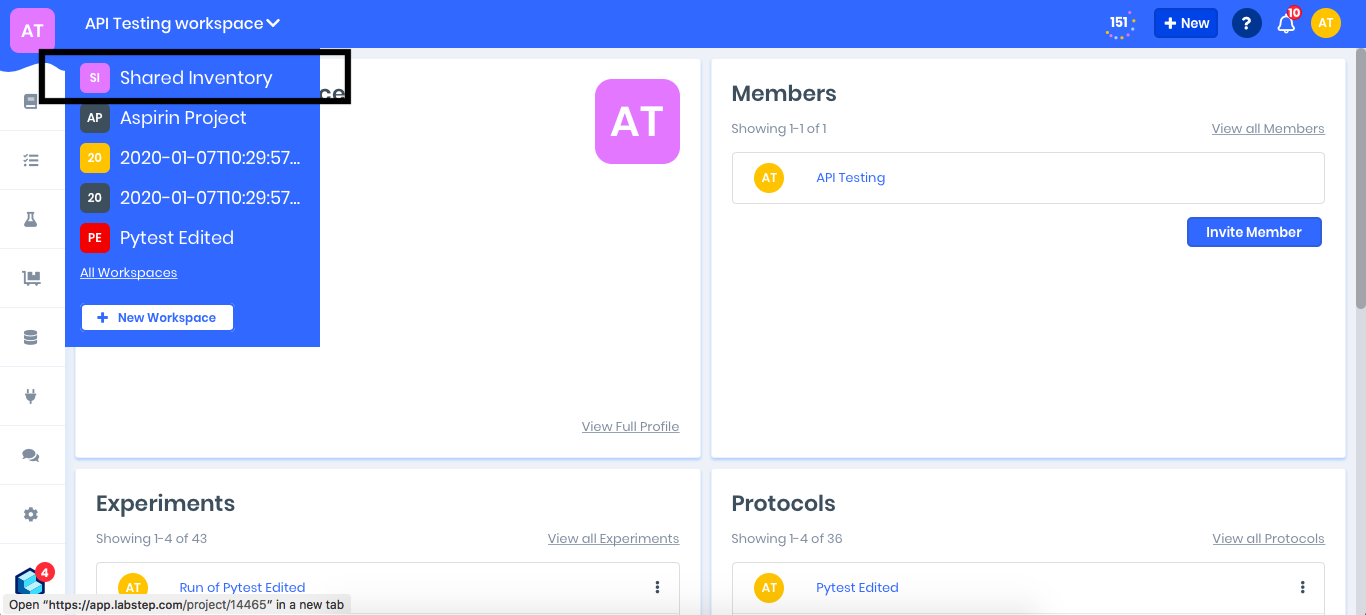 AT
API Testing workspace
151
+ New
?
10
AT
SI
Shared Inventory
ce
AP
Aspirin Project
20
2020-01-07T10:29:57...
20
2020-01-07T10:29:57...
PE
Pytest Edited
All Workspaces
+ New Workspace
AT
View Full Profile
Members
Showing 1-1 of 1
View all Members
AT
API Testing
Invite Member
Experiments
Showing 1-4 of 43
View all Experiments
AT
Run of Pytest Edited
Protocols
Showing 1-4 of 36
View all Protocols
AT
Pytest Edited
4
Open “https://app.labstep.com/project/14465” in a new tab